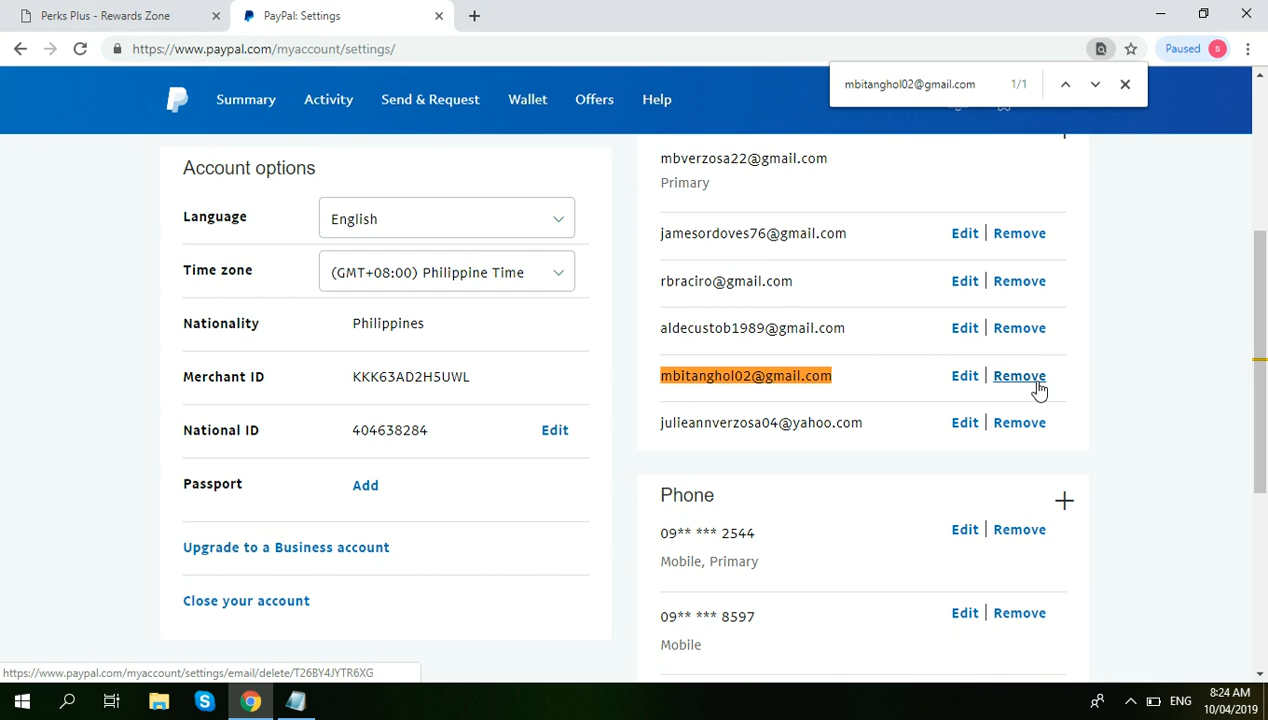 Perks Plus - Rewards Zone
PayPal: Settings
https://www.paypal.com/myaccount/settings/
Paused
S
mbitanghol02@gmail.com 1/1
Summary
Activity
Send & Request
Wallet
Offers
Help
Account options
Language
English
Time zone
(GMT+08:00) Philippine Time
Nationality
Philippines
Merchant ID
KKK63AD2H5UWL
National ID
404638284
Edit
Passport
Add
Upgrade to a Business account
Close your account
mbverzosa22@gmail.com
Primary
jamesordoves76@gmail.com
Edit | Remove
rbraciro@gmail.com
Edit | Remove
aldecustob1989@gmail.com
Edit | Remove
mbitanghol02@gmail.com
Edit | Remove
julieannverzosa04@yahoo.com
Edit | Remove
Phone
09** *** 2544
Edit | Remove
Mobile, Primary
09** *** 8597
Edit | Remove
Mobile
https://www.paypal.com/myaccount/settings/email/delete/T26BY4JYTR6XG
ENG
8:24 AM
10/04/2019